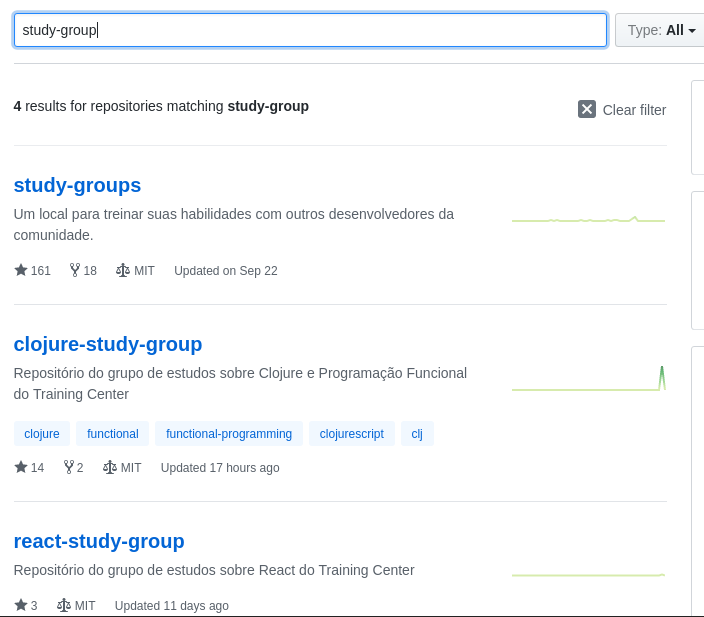 study-group Type: All
4 results for repositories matching study-group Clear filter
study-groups
Um local para treinar suas habilidades com outros desenvolvedores da
comunidade.
161 18 MIT Updated on Sep 22
clojure-study-group
Repositório do grupo de estudos sobre Clojure e Programação Funcional
do Training Center
clojure functional functional-programming clojurescript clj
14 2 MIT Updated 17 hours ago
react-study-group
Repositório do grupo de estudos sobre React do Training Center
3 MIT Updated 11 days ago